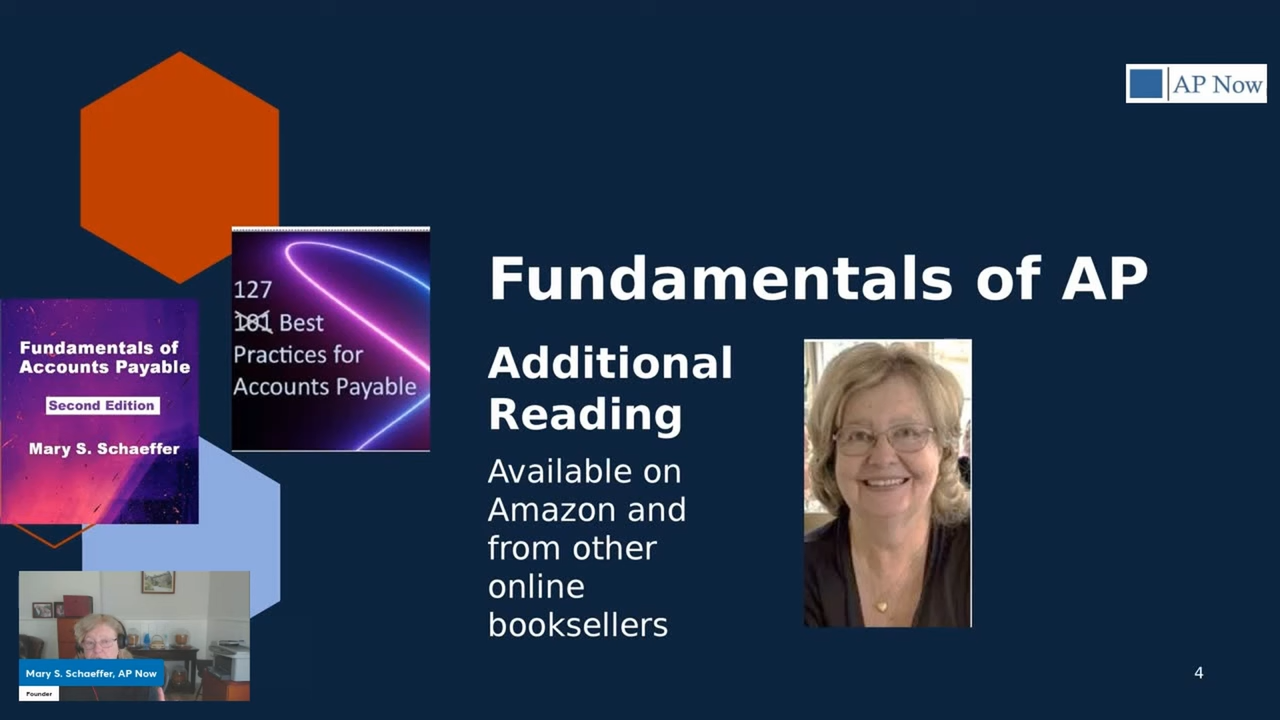 AP Now
127
101 Best
Practices for
Accounts Payable
Fundamentals of
Accounts Payable
Second Edition
Mary S. Schaeffer
Fundamentals of AP
Additional
Reading
Available on
Amazon and
from other
online
booksellers
Mary S. Schaeffer, AP Now
Founder
4